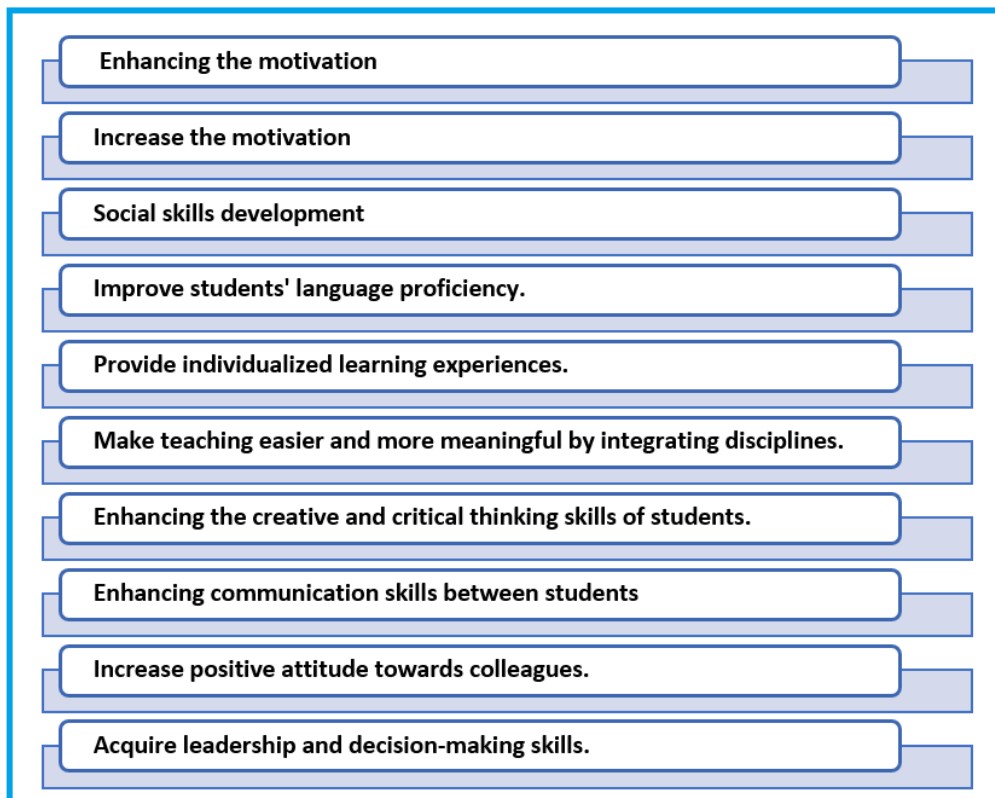 Enhancing the motivation
Increase the motivation
Social skills development
Improve students' language proficiency.
Provide individualized learning experiences.
Make teaching easier and more meaningful by integrating disciplines.
Enhancing the creative and critical thinking skills of students.
Enhancing communication skills between students
Increase positive attitude towards colleagues.
Acquire leadership and decision-making skills.